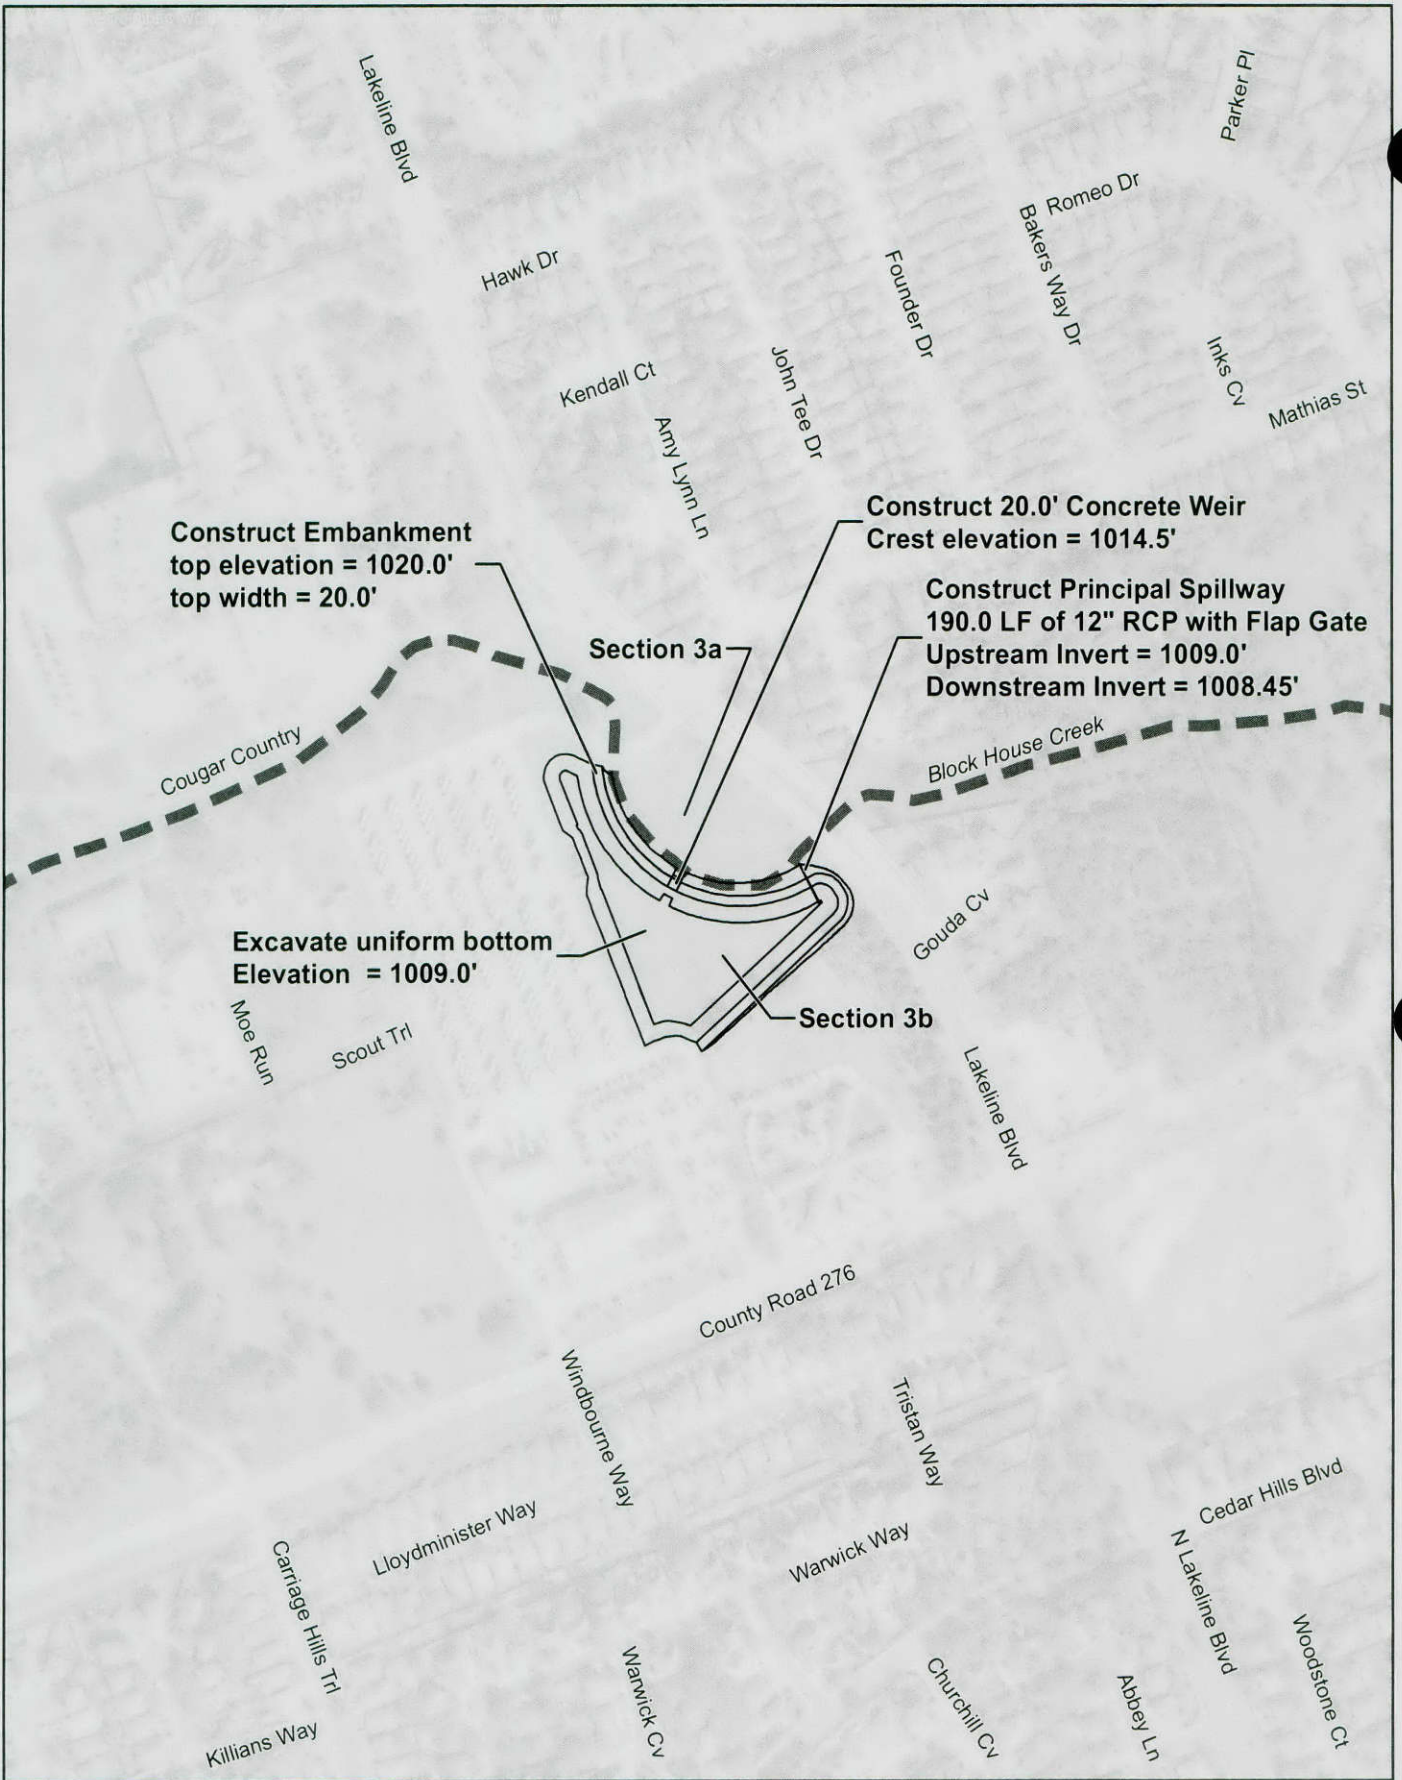 Lakeline Blvd
Parker Pl
Romeo Dr
Bakers Way Dr
Hawk Dr
Founder Dr
Inks Cv
Kendall Ct
John Tee Dr
Mathias St
Amy Lynn Ln
Construct Embankment
top elevation = 1020.0'
top width = 20.0'
Construct 20.0' Concrete Weir
Crest elevation = 1014.5'
Construct Principal Spillway
190.0 LF of 12" RCP with Flap Gate
Upstream Invert = 1009.0'
Downstream Invert = 1008.45'
Section 3a
Cougar Country
Block House Creek
Gouda Cv
Excavate uniform bottom
Elevation = 1009.0'
Section 3b
Moe Run
Scout Trl
Lakeline Blvd
County Road 276
Windbourne Way
Tristan Way
Cedar Hills Blvd
Lloydminister Way
Warwick Way
Carriage Hills Trl
N Lakeline Blvd
Woodstone Ct
Warwick Cv
Churchill Cv
Abbey Ln
Killians Way